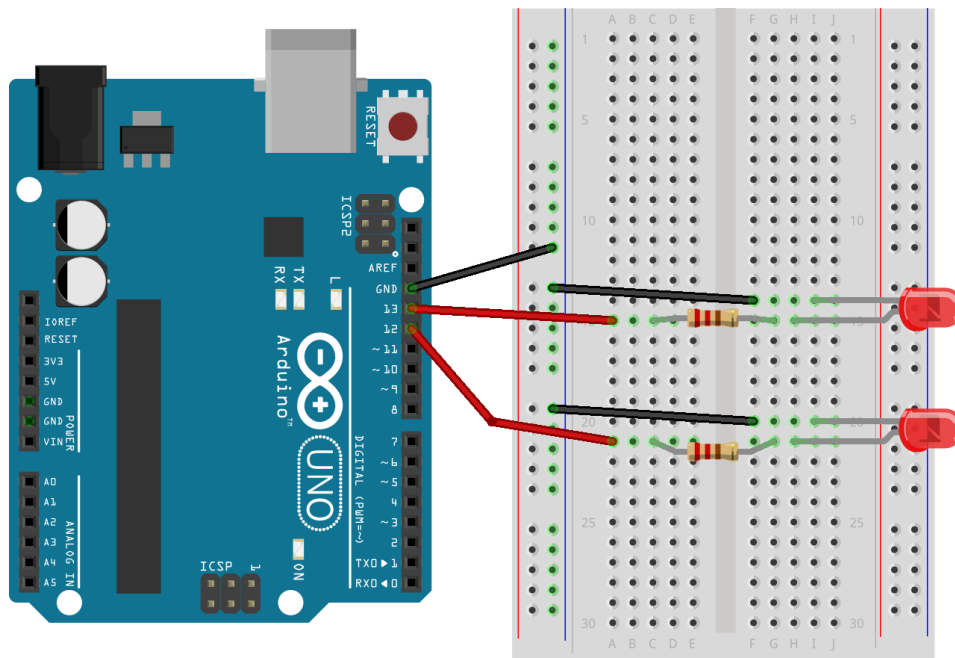 RESET
ICSP2
AREF
GND
13
12
~11
~10
~9
8
7
~6
~5
4
~3
2
TX0▶1
RX0◀0
RX
TX
L
Arduino™
UNO
DIGITAL (PWM=~)
IOREF
RESET
3V3
5V
GND
GND
VIN
POWER
A0
A1
A2
A3
A4
A5
ANALOG IN
ICSP
1
ON
A B C D E F G H I J
1 1
5 5
10 10
15
20 20
25 25
30 30
A B C D E F G H I J